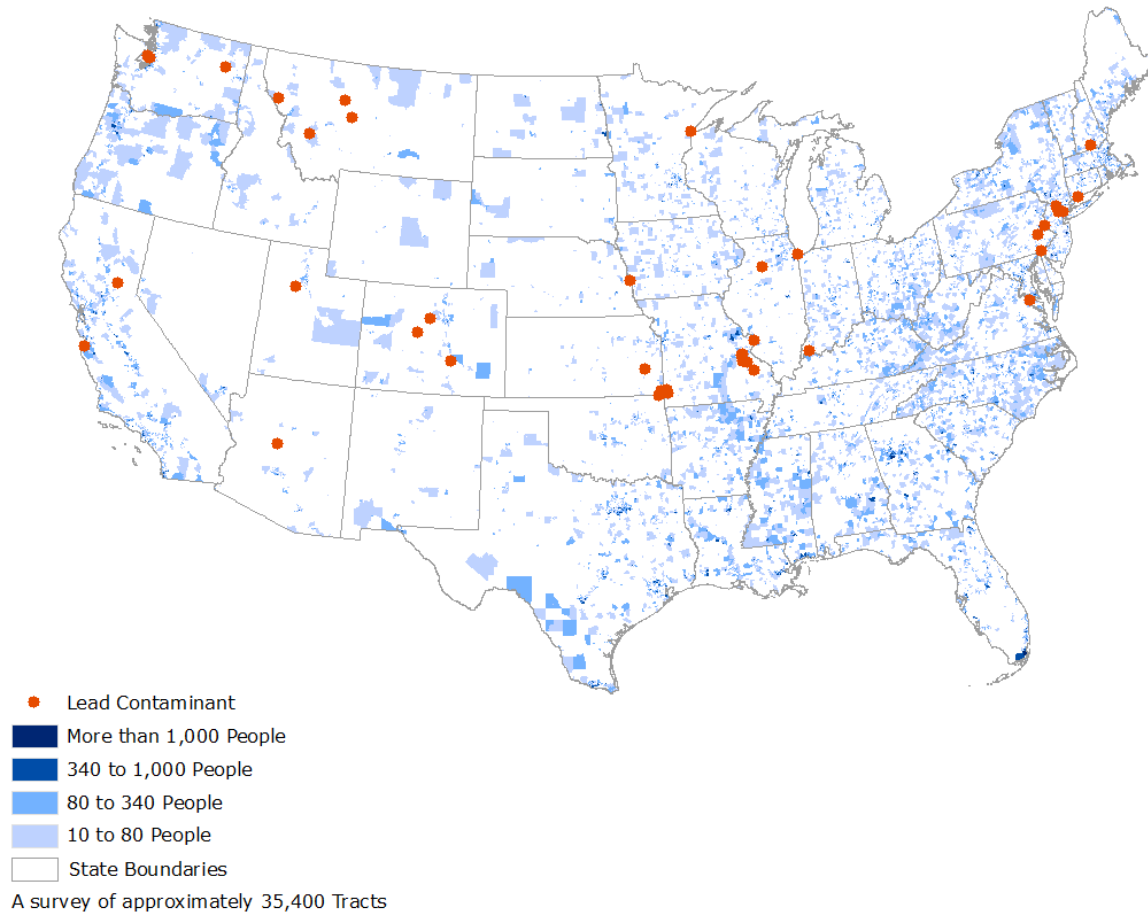 Lead Contaminant
More than 1,000 People
340 to 1,000 People
80 to 340 People
10 to 80 People
State Boundaries
A survey of approximately 35,400 Tracts